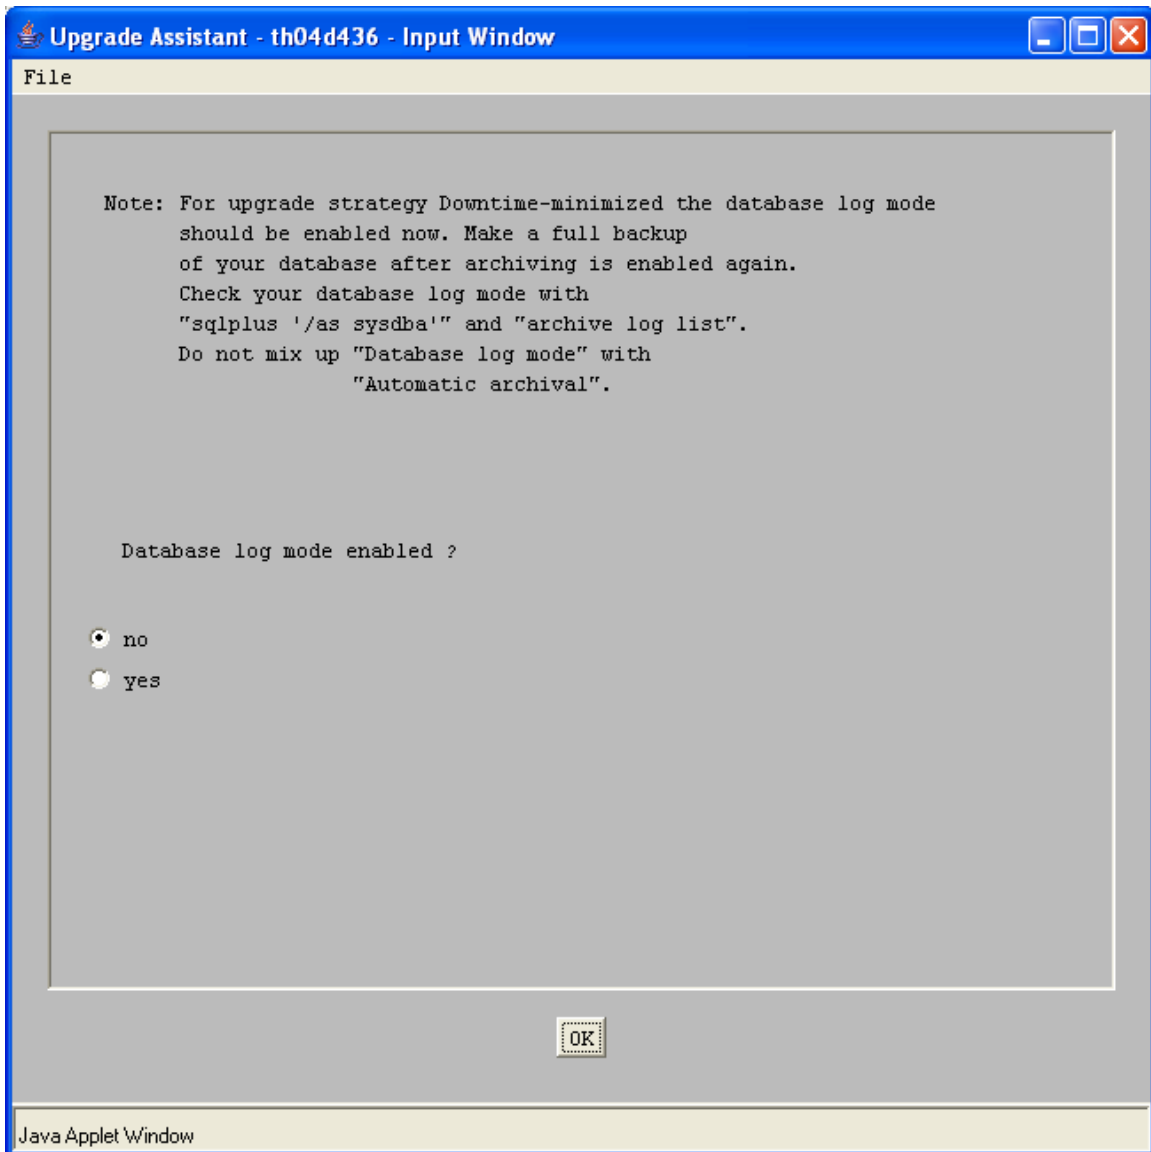 Upgrade Assistant - th04d436 - Input Window
File
Note: For upgrade strategy Downtime-minimized the database log mode
should be enabled now. Make a full backup
of your database after archiving is enabled again.
Check your database log mode with
"sqlplus '/as sysdba'" and "archive log list".
Do not mix up "Database log mode" with
"Automatic archival".
Database log mode enabled ?
no
yes
OK
Java Applet Window